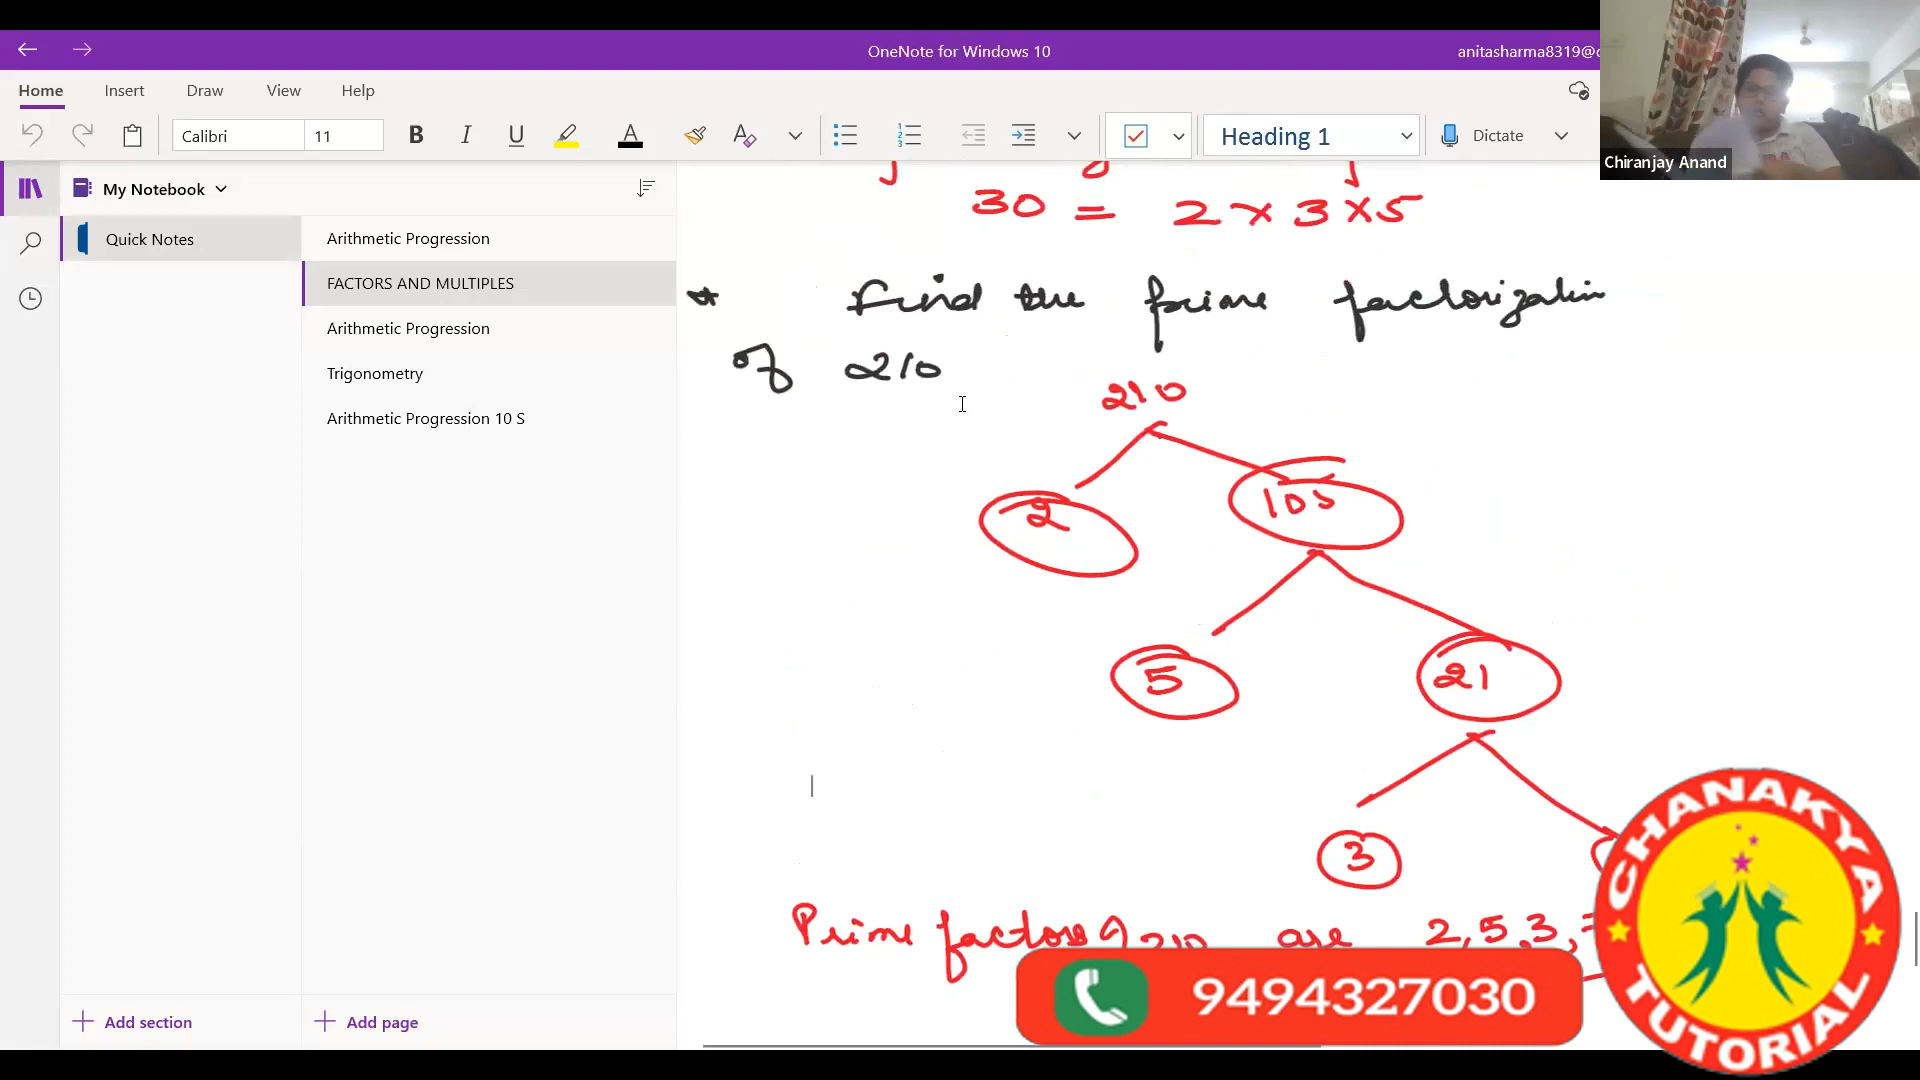 OneNote for Windows 10
anitasharma8319@
Home Insert Draw View Help
Calibri 11 B I U A Heading 1 Dictate
Chiranjay Anand
My Notebook
Quick Notes
Arithmetic Progression
FACTORS AND MULTIPLES
Arithmetic Progression
Trigonometry
Arithmetic Progression 10 S
Add section
Add page
30 = 2 x 3 x 5
* Find the prime factorization
of 210
210
2 105
5 21
3
Prime factors of 210 are 2, 5, 3,
9494327030
CHANAKYA
TUTORIAL